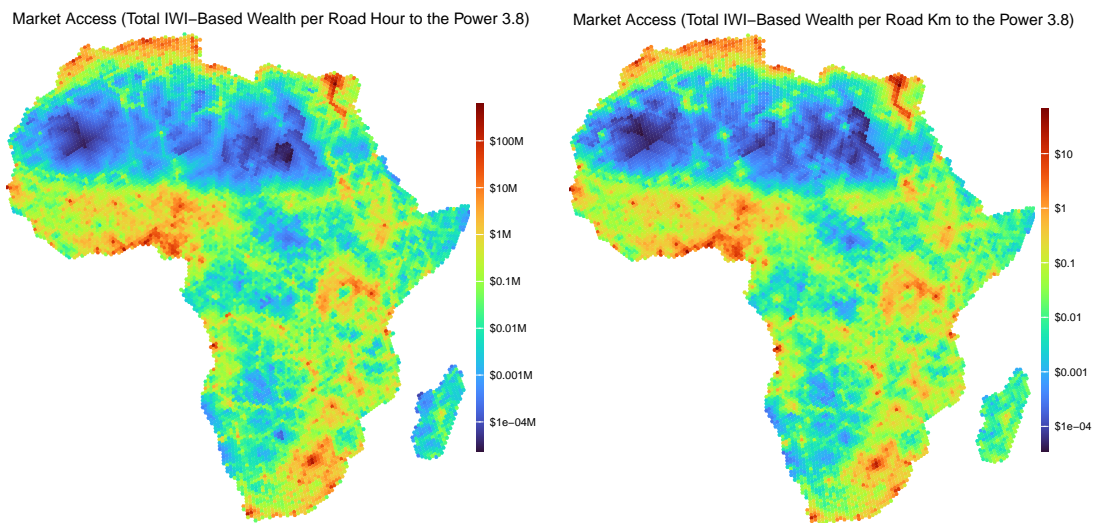 Market Access (Total IWI−Based Wealth per Road Hour to the Power 3.8)
$100M
$10M
$1M
$0.1M
$0.01M
$0.001M
$1e−04M
Market Access (Total IWI−Based Wealth per Road Km to the Power 3.8)
$10
$1
$0.1
$0.01
$0.001
$1e−04